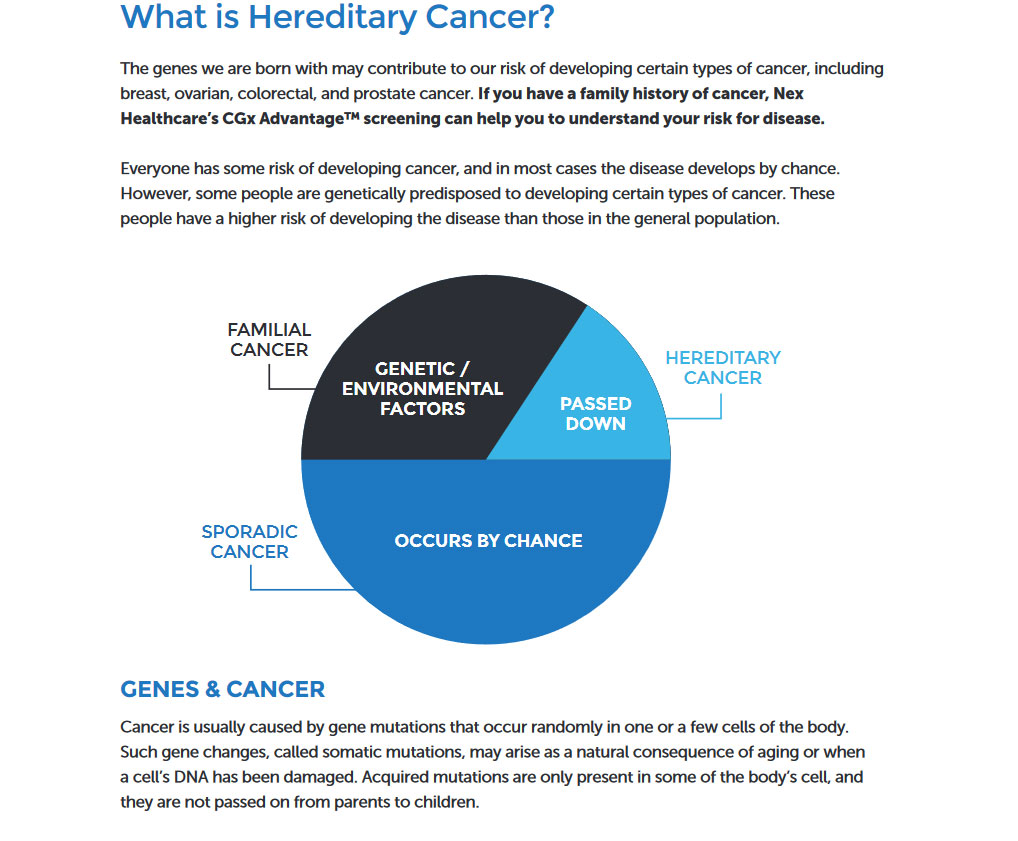 What is Hereditary Cancer?
The genes we are born with may contribute to our risk of developing certain types of cancer, including
breast, ovarian, colorectal, and prostate cancer. If you have a family history of cancer, Nex
Healthcare's CGx Advantage™ screening can help you to understand your risk for disease.
Everyone has some risk of developing cancer, and in most cases the disease develops by chance.
However, some people are genetically predisposed to developing certain types of cancer. These
people have a higher risk of developing the disease than those in the general population.
FAMILIAL
CANCER
GENETIC /
ENVIRONMENTAL
FACTORS
HEREDITARY
CANCER
PASSED
DOWN
SPORADIC
CANCER
OCCURS BY CHANCE
GENES & CANCER
Cancer is usually caused by gene mutations that occur randomly in one or a few cells of the body.
Such gene changes, called somatic mutations, may arise as a natural consequence of aging or when
a cell's DNA has been damaged. Acquired mutations are only present in some of the body's cell, and
they are not passed on from parents to children.